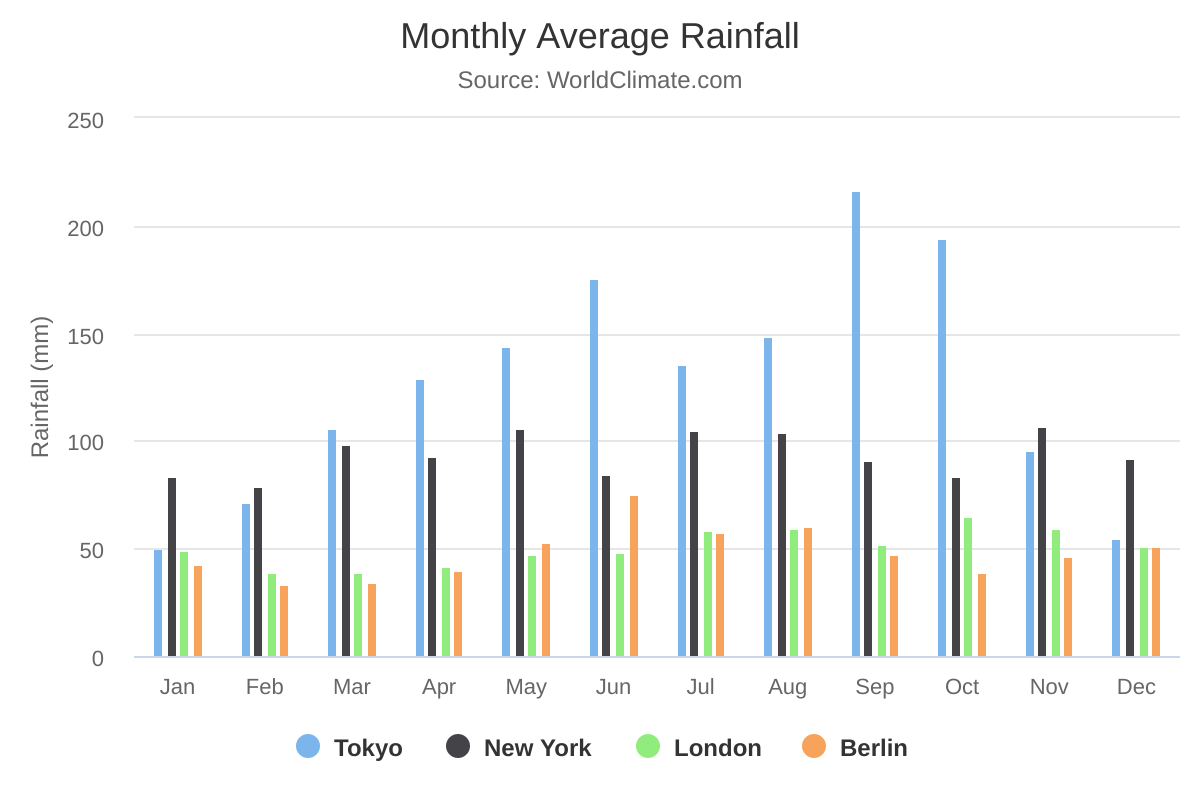 Monthly Average Rainfall
Source: WorldClimate.com
Rainfall (mm)
250
200
150
100
50
0
Jan Feb Mar Apr May Jun Jul Aug Sep Oct Nov Dec
Tokyo New York London Berlin